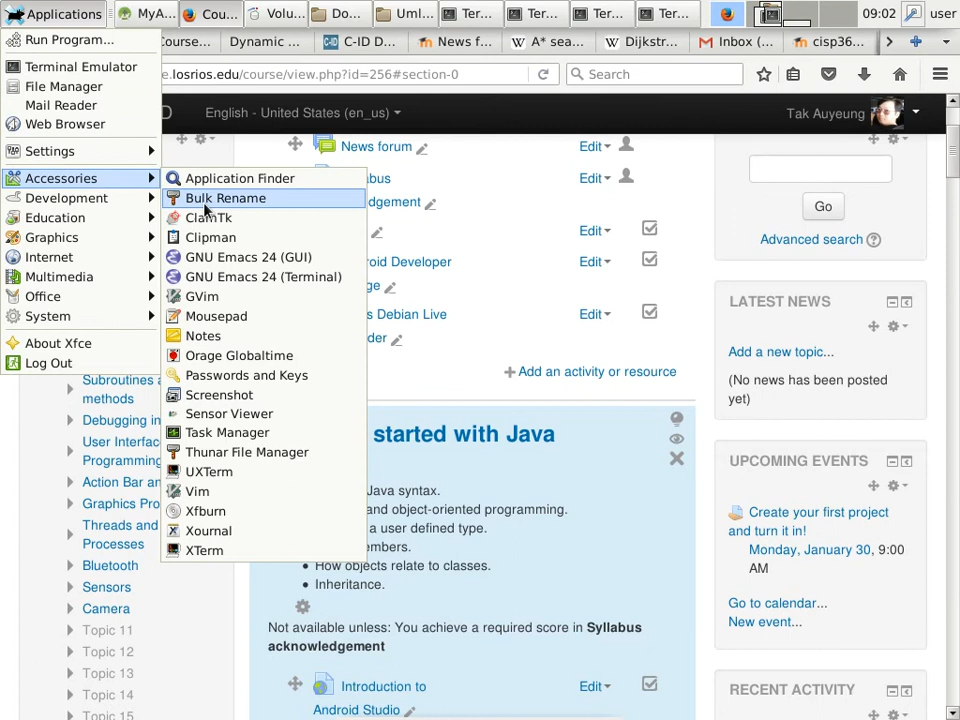 Applications
MyA...
Cou...
Volu...
Do...
Uml...
Ter...
Ter...
Ter...
Ter...
09:02
user
Course...
Dynamic ...
C-ID D...
News f...
A* sea...
Dijkstr...
Inbox (...
cisp36...
e.losrios.edu/course/view.php?id=256#section-0
Search
English - United States (en_us)
Tak Auyeung
Run Program...
Terminal Emulator
File Manager
Mail Reader
Web Browser
Settings
Accessories
Development
Education
Graphics
Internet
Multimedia
Office
System
About Xfce
Log Out
Application Finder
Bulk Rename
ClamTk
Clipman
GNU Emacs 24 (GUI)
GNU Emacs 24 (Terminal)
GVim
Mousepad
Notes
Orage Globaltime
Passwords and Keys
Screenshot
Sensor Viewer
Task Manager
Thunar File Manager
UXTerm
Vim
Xfburn
Xournal
XTerm
Subroutines a
methods
Debugging in
User Interfac
Programming
Action Bar an
Graphics Pro
Threads and
Processes
Bluetooth
Sensors
Camera
Topic 11
Topic 12
Topic 13
Topic 14
Topic 15
News forum
Edit
abus
Edit
dgement
Edit
roid Developer
Edit
ge
s Debian Live
Edit
der
Add an activity or resource
started with Java
Java syntax.
and object-oriented programming.
a user defined type.
embers.
How objects relate to classes.
Inheritance.
Not available unless: You achieve a required score in Syllabus
acknowledgement
Introduction to
Edit
Android Studio
Go
Advanced search
LATEST NEWS
Add a new topic...
(No news has been posted
yet)
UPCOMING EVENTS
Create your first project
and turn it in!
Monday, January 30, 9:00
AM
Go to calendar...
New event...
RECENT ACTIVITY